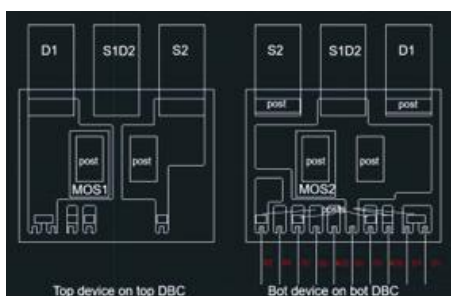 D1 S1D2 S2
post post
MOS1
Top device on top DBC
S2 S1D2 D1
post post
post post
MOS2
posts
Bot device on bot DBC